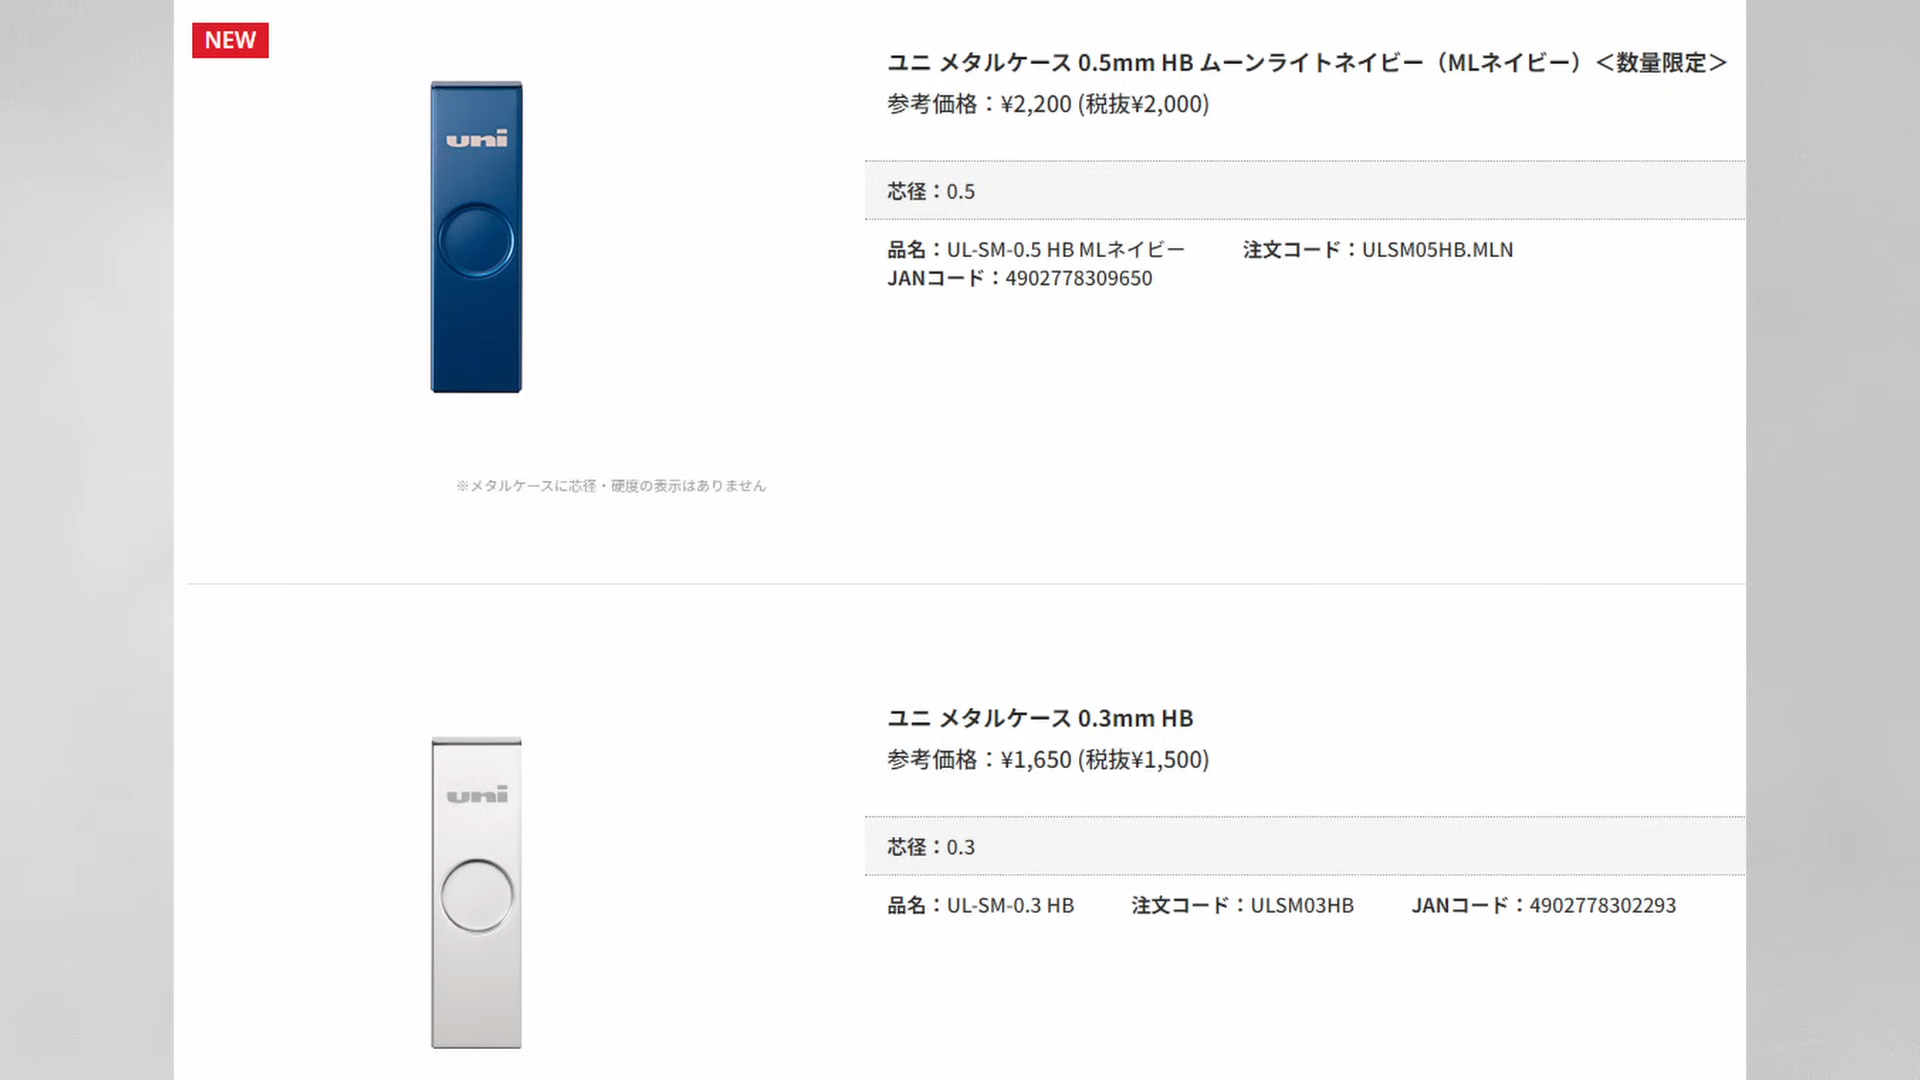 NEW
uni
ユニ メタルケース 0.5mm HB ムーンライトネイビー（MLネイビー）＜数量限定＞
参考価格：¥2,200 (税抜¥2,000)
芯径：0.5
品名：UL-SM-0.5 HB MLネイビー 注文コード：ULSM05HB.MLN
JANコード：4902778309650
※メタルケースに芯径・硬度の表示はありません
uni
ユニ メタルケース 0.3mm HB
参考価格：¥1,650 (税抜¥1,500)
芯径：0.3
品名：UL-SM-0.3 HB 注文コード：ULSM03HB JANコード：4902778302293